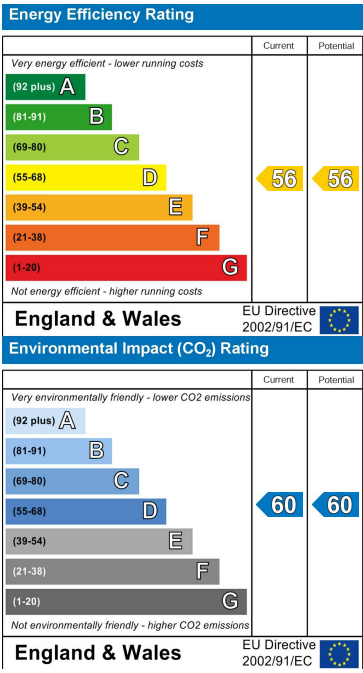 Energy Efficiency Rating
Current Potential
Very energy efficient - lower running costs
(92 plus) A
(81-91) B
(69-80) C
(55-68) D 56 56
(39-54) E
(21-38) F
(1-20) G
Not energy efficient - higher running costs
England & Wales EU Directive 2002/91/EC
Environmental Impact (CO₂) Rating
Current Potential
Very environmentally friendly - lower CO2 emissions
(92 plus) A
(81-91) B
(69-80) C
(55-68) D 60 60
(39-54) E
(21-38) F
(1-20) G
Not environmentally friendly - higher CO2 emissions
England & Wales EU Directive 2002/91/EC